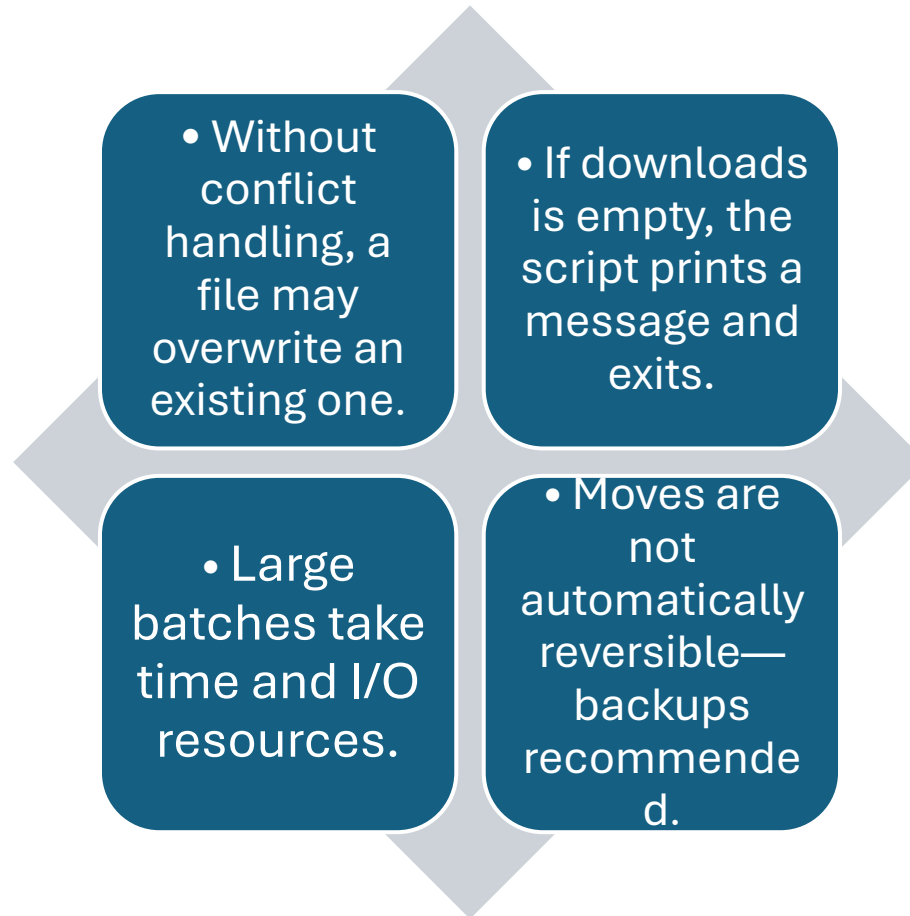 • Without
conflict
handling, a
file may
overwrite an
existing one.
• If downloads
is empty, the
script prints a
message and
exits.
• Large
batches take
time and I/O
resources.
• Moves are
not
automatically
reversible—
backups
recommende
d.